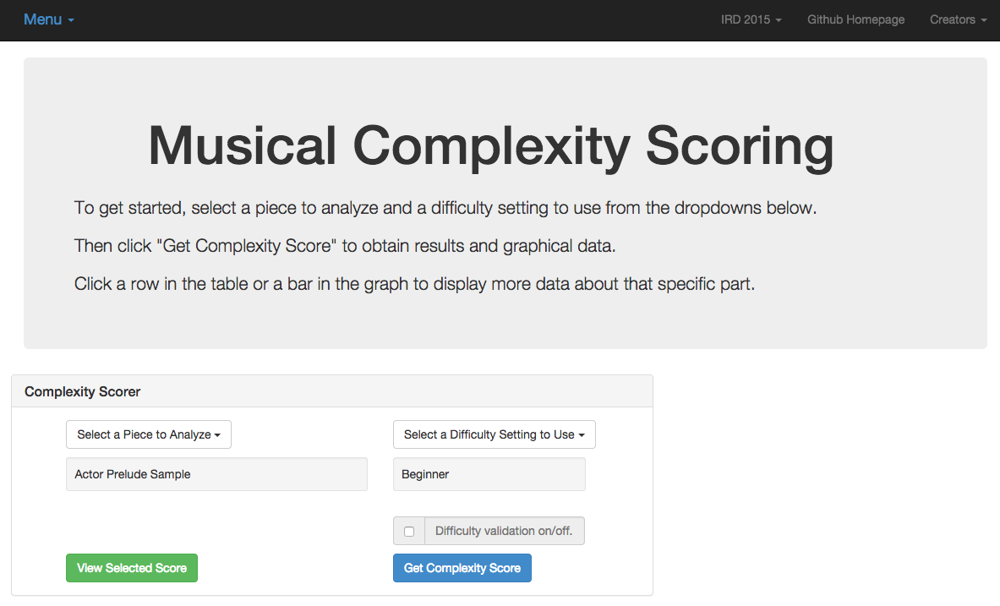 Menu
IRD 2015
Github Homepage
Creators
Musical Complexity Scoring
To get started, select a piece to analyze and a difficulty setting to use from the dropdowns below.
Then click "Get Complexity Score" to obtain results and graphical data.
Click a row in the table or a bar in the graph to display more data about that specific part.
Complexity Scorer
Select a Piece to Analyze
Select a Difficulty Setting to Use
Actor Prelude Sample
Beginner
Difficulty validation on/off.
View Selected Score
Get Complexity Score